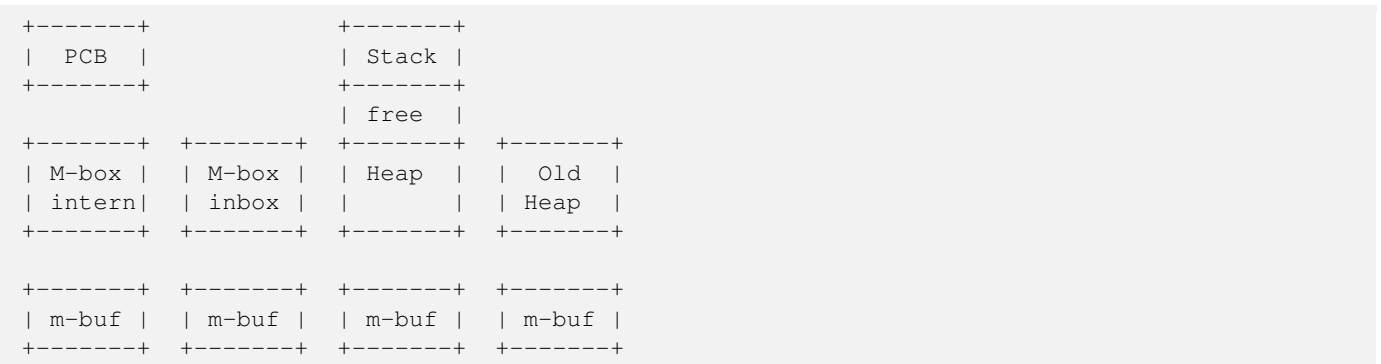 +-------+                +-------+
|  PCB  |                | Stack |
+-------+                +-------+
                         | free  |
+-------+  +-------+  +-------+  +-------+
| M-box |  | M-box |  | Heap  |  |  Old  |
| intern|  | inbox |  |       |  | Heap  |
+-------+  +-------+  +-------+  +-------+
+-------+  +-------+  +-------+  +-------+
| m-buf |  | m-buf |  | m-buf |  | m-buf |
+-------+  +-------+  +-------+  +-------+